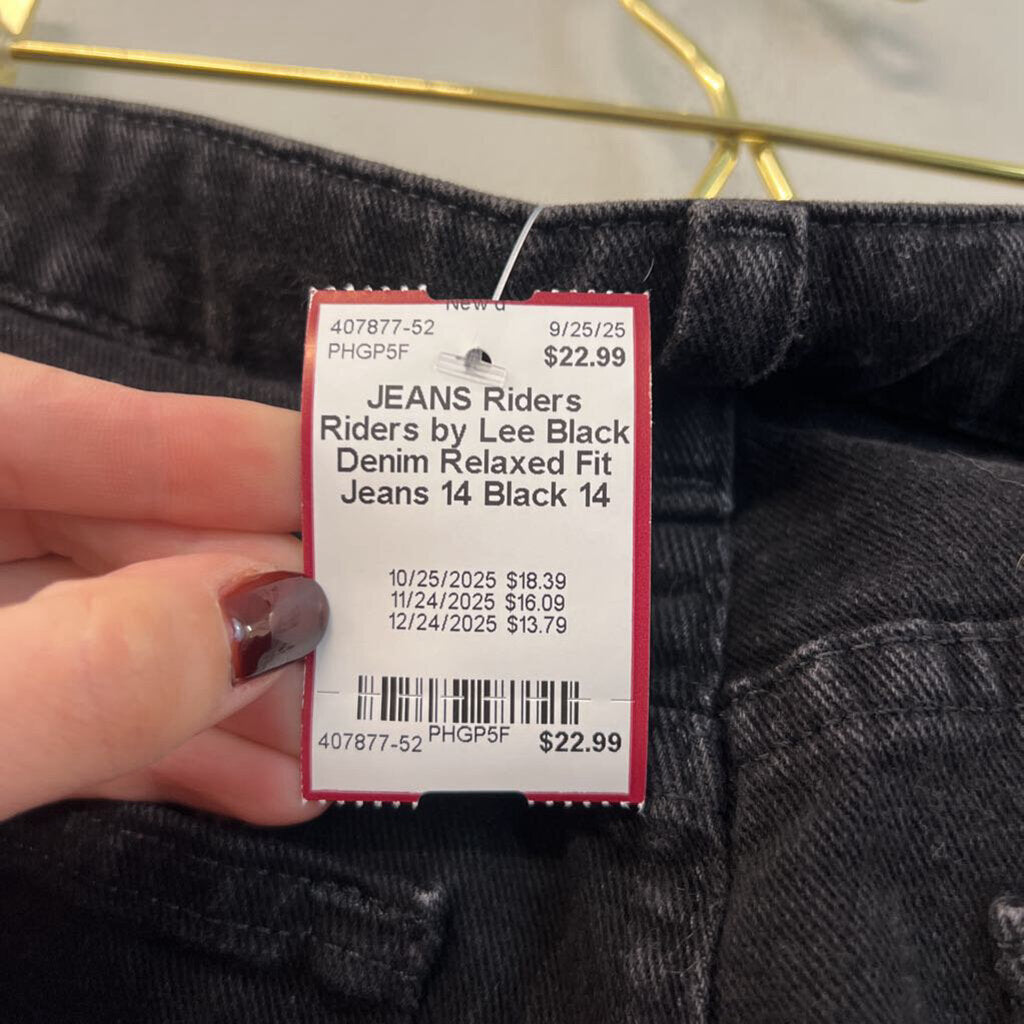 407877-52 9/25/25
PHGP5F $22.99
JEANS Riders
Riders by Lee Black
Denim Relaxed Fit
Jeans 14 Black 14
10/25/2025 $18.39
11/24/2025 $16.09
12/24/2025 $13.79
407877-52 PHGP5F $22.99